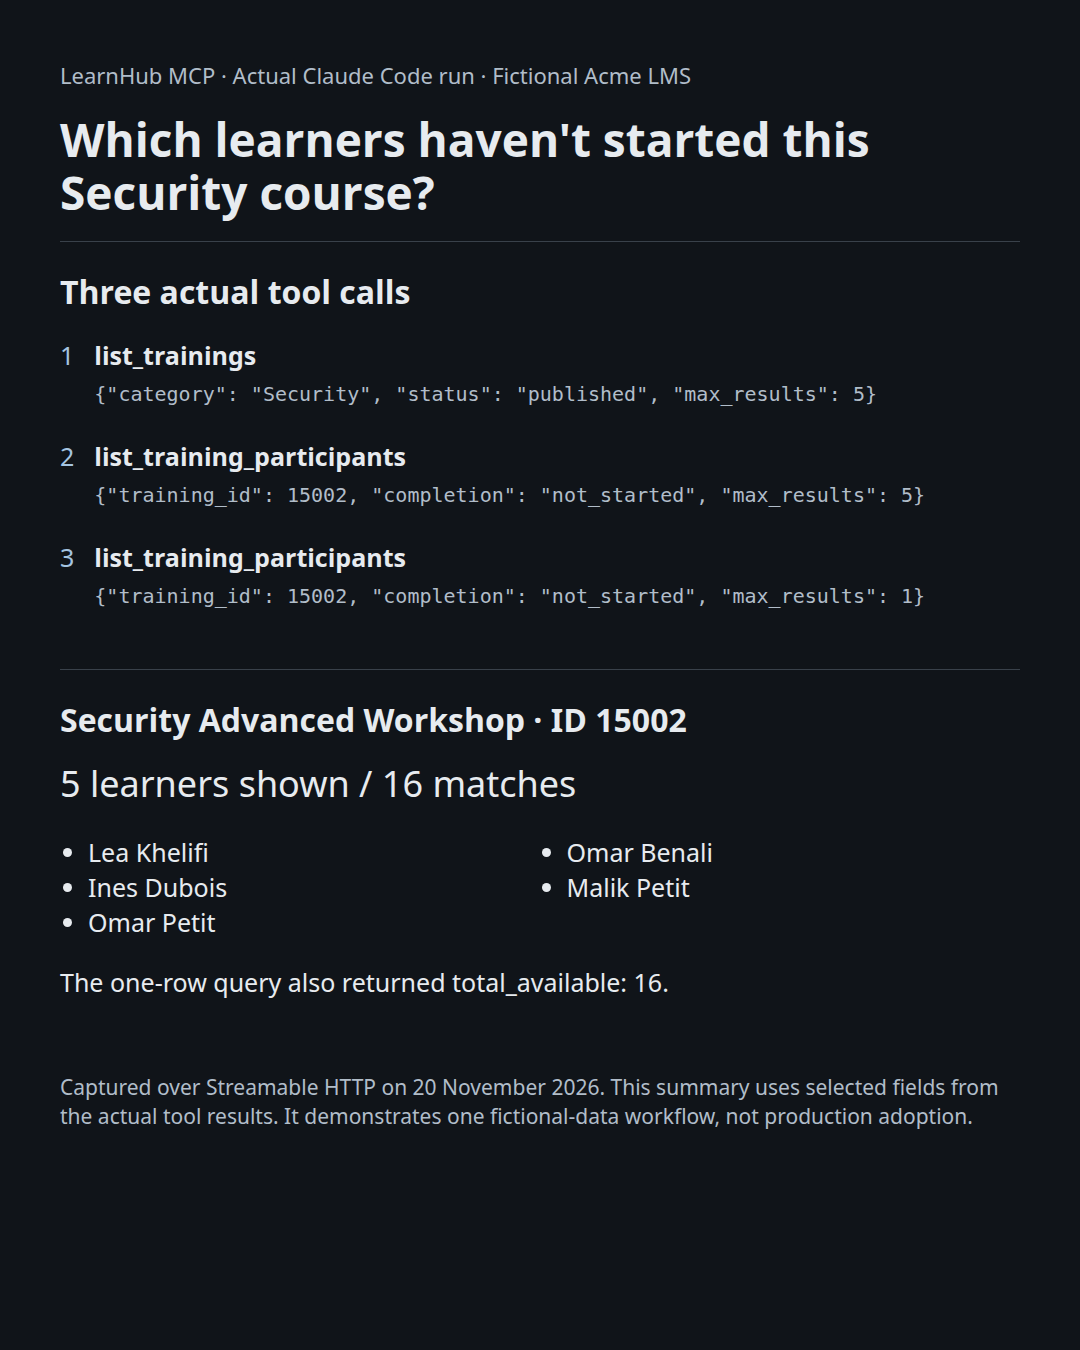 LearnHub MCP · Actual Claude Code run · Fictional Acme LMS
Which learners haven't started this
Security course?
Three actual tool calls
1 list_trainings
{"category": "Security", "status": "published", "max_results": 5}
2 list_training_participants
{"training_id": 15002, "completion": "not_started", "max_results": 5}
3 list_training_participants
{"training_id": 15002, "completion": "not_started", "max_results": 1}
Security Advanced Workshop · ID 15002
5 learners shown / 16 matches
• Lea Khelifi
• Ines Dubois
• Omar Petit
• Omar Benali
• Malik Petit
The one-row query also returned total_available: 16.
Captured over Streamable HTTP on 20 November 2026. This summary uses selected fields from
the actual tool results. It demonstrates one fictional-data workflow, not production adoption.